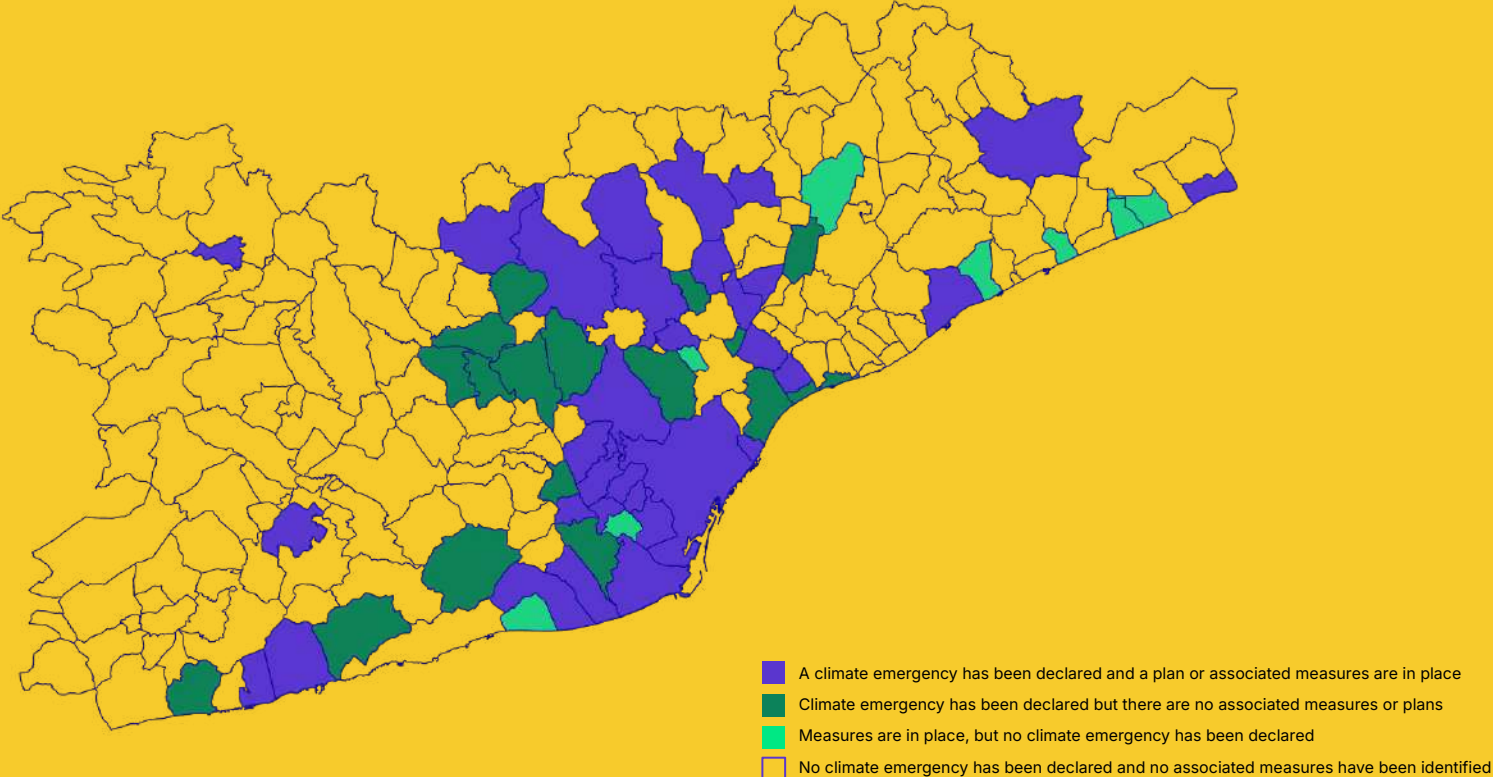 A climate emergency has been declared and a plan or associated measures are in place
Climate emergency has been declared but there are no associated measures or plans
Measures are in place, but no climate emergency has been declared
No climate emergency has been declared and no associated measures have been identified